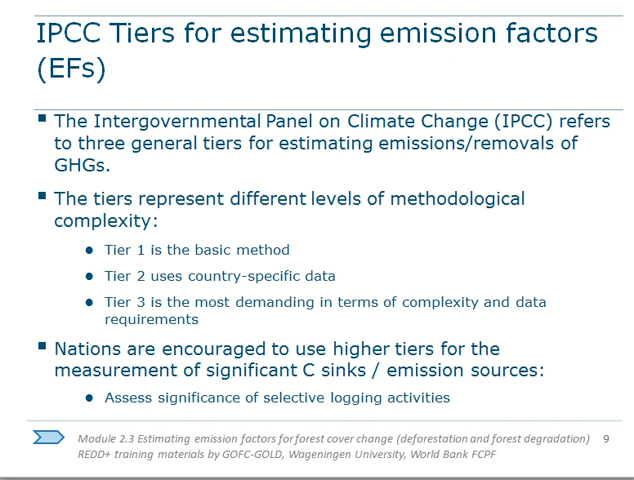 IPCC Tiers for estimating emission factors
(EFs)
▪ The Intergovernmental Panel on Climate Change (IPCC) refers
to three general tiers for estimating emissions/removals of
GHGs.
▪ The tiers represent different levels of methodological
complexity:
● Tier 1 is the basic method
● Tier 2 uses country-specific data
● Tier 3 is the most demanding in terms of complexity and data
requirements
▪ Nations are encouraged to use higher tiers for the
measurement of significant C sinks / emission sources:
● Assess significance of selective logging activities
Module 2.3 Estimating emission factors for forest cover change (deforestation and forest degradation) 9
REDD+ training materials by GOFC-GOLD, Wageningen University, World Bank FCPF